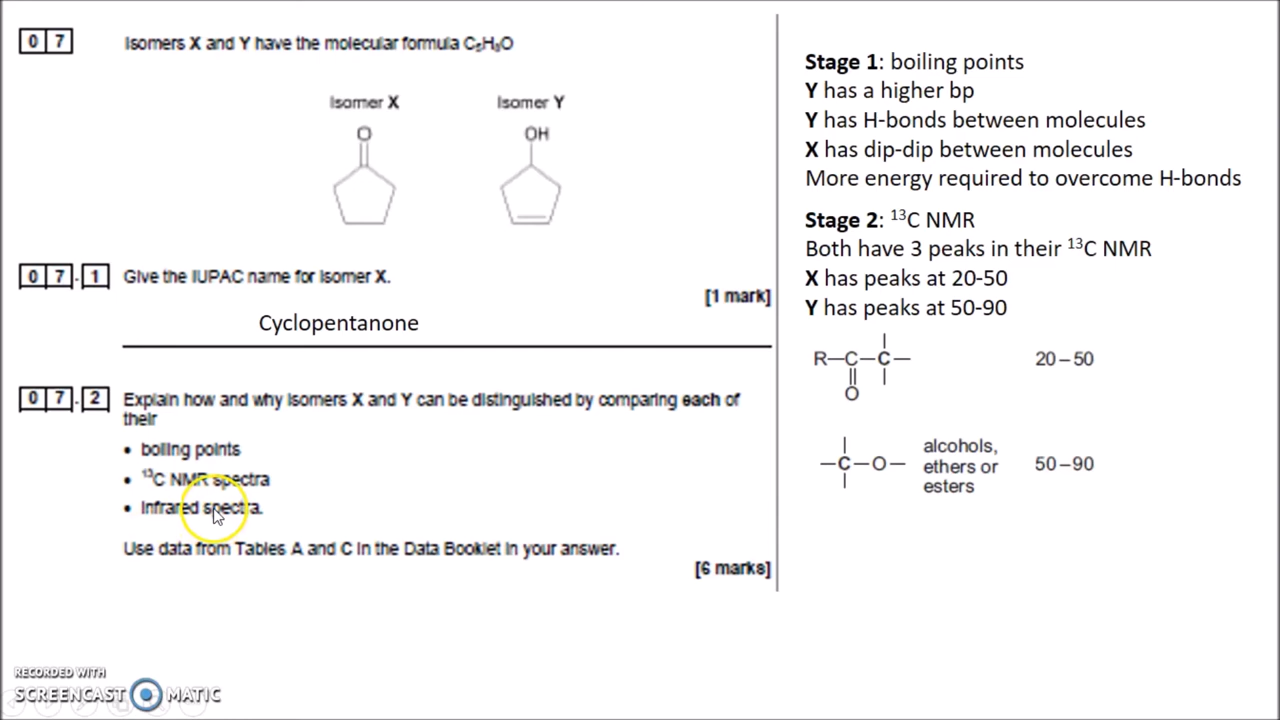 0 7
Isomers X and Y have the molecular formula C₅H₈O
Isomer X
Isomer Y
O
OH
0 7 . 1
Give the IUPAC name for Isomer X.
[1 mark]
Cyclopentanone
0 7 . 2
Explain how and why Isomers X and Y can be distinguished by comparing each of
their
• boiling points
• ¹³C NMR spectra
• Infrared spectra.
Use data from Tables A and C in the Data Booklet in your answer.
[6 marks]
Stage 1: boiling points
Y has a higher bp
Y has H-bonds between molecules
X has dip-dip between molecules
More energy required to overcome H-bonds
Stage 2: ¹³C NMR
Both have 3 peaks in their ¹³C NMR
X has peaks at 20-50
Y has peaks at 50-90
R—C—C—
O
20–50
—C—O—
alcohols,
ethers or
esters
50–90
RECORDED WITH
SCREENCAST MATIC